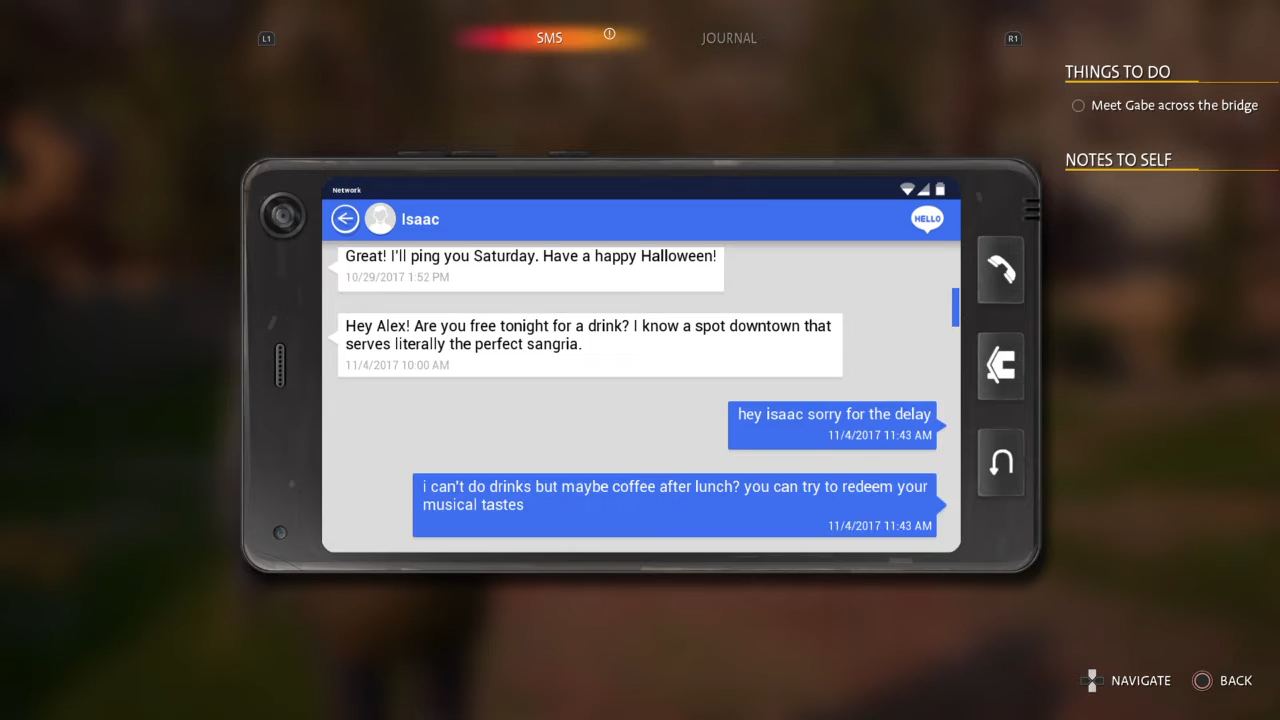 L1
SMS
JOURNAL
R1
THINGS TO DO
Meet Gabe across the bridge
NOTES TO SELF
Network
Isaac
HELLO
Great! I'll ping you Saturday. Have a happy Halloween!
10/29/2017 1:52 PM
Hey Alex! Are you free tonight for a drink? I know a spot downtown that
serves literally the perfect sangria.
11/4/2017 10:00 AM
hey isaac sorry for the delay
11/4/2017 11:43 AM
i can't do drinks but maybe coffee after lunch? you can try to redeem your
musical tastes
11/4/2017 11:43 AM
NAVIGATE
BACK